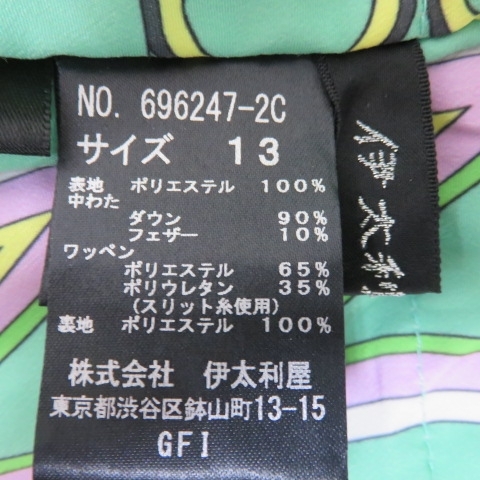 NO. 696247-2C
サイズ 13
表地 ポリエステル 100%
中わた
ダウン 90%
フェザー 10%
ワッペン
ポリエステル 65%
ポリウレタン 35%
(スリット糸使用)
裏地 ポリエステル 100%
株式会社 伊太利屋
東京都渋谷区鉢山町13-15
GFI
伊太利